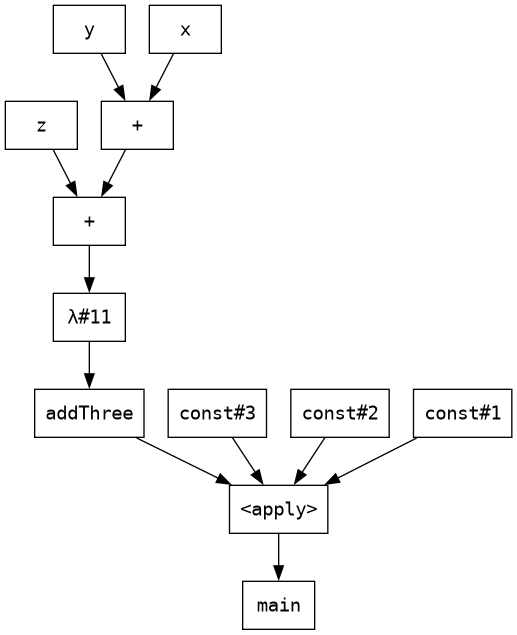 y x
z +
+
λ#11
addThree const#3 const#2 const#1
<apply>
main